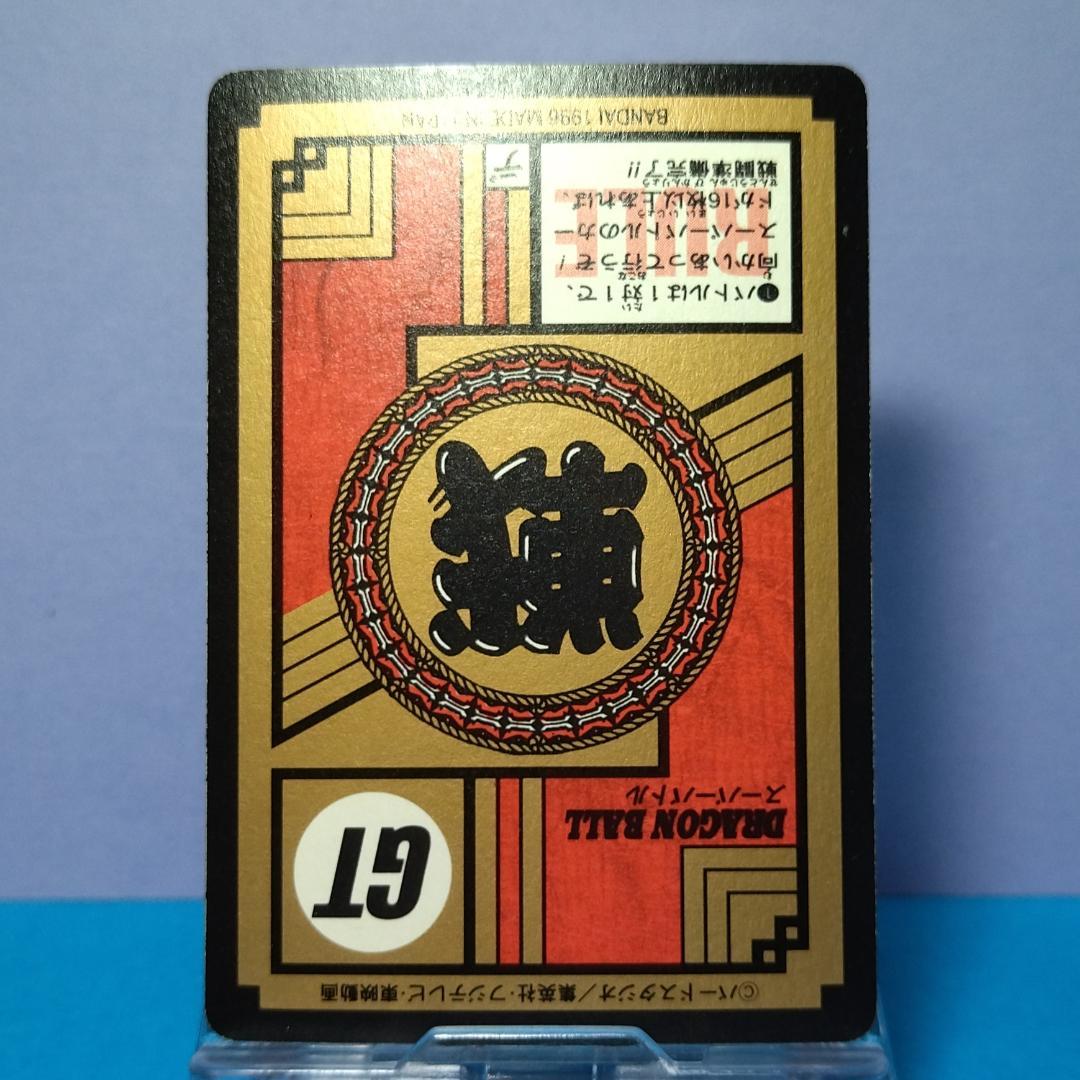 ©バードスタジオ/集英社・フジテレビ・東映動画
DRAGON BALL
スーパーバトル
GT
RULE
❶バトルは1対1で、
向かいあって行うぞ!
スーパーバトルのカー
ドが16枚以上あれば、
戦闘準備完了!!
デ
BANDAI 1996 MADE IN JAPAN